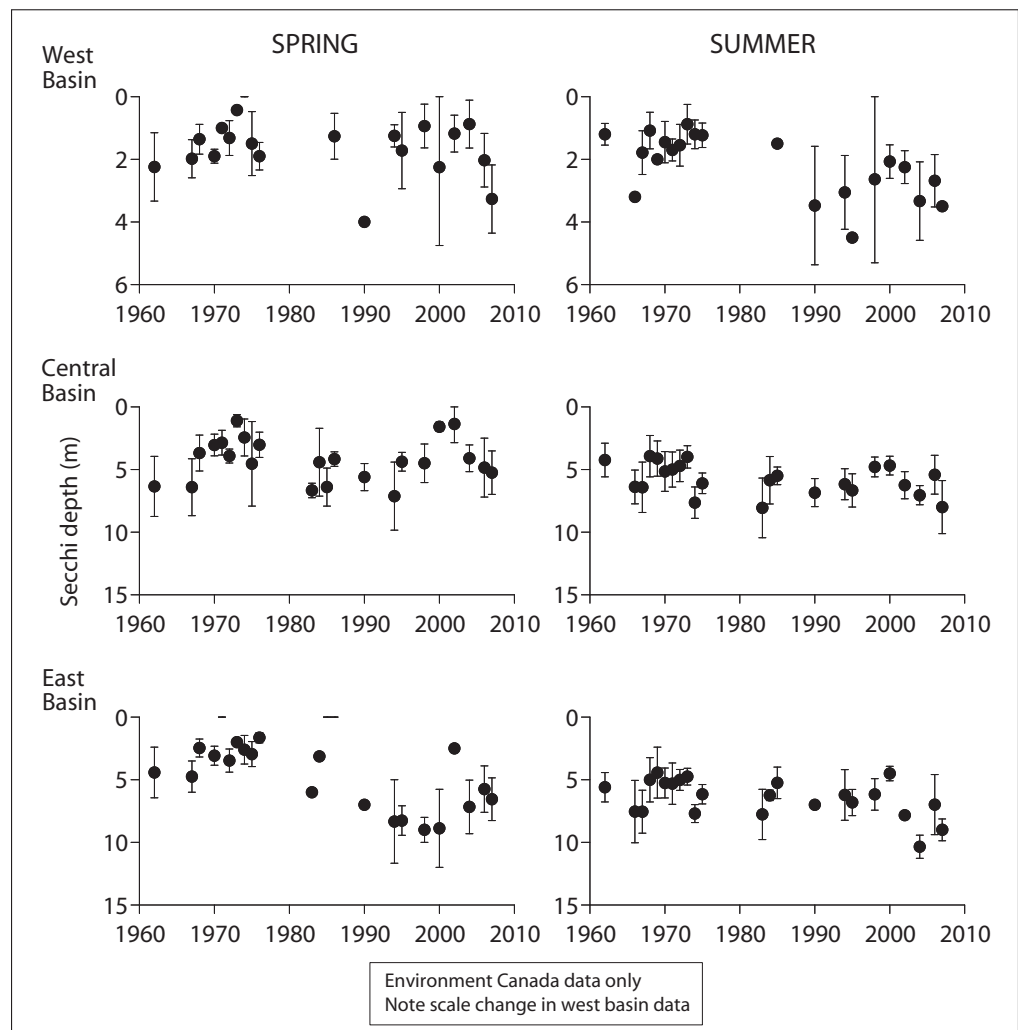 SPRING
SUMMER
West
Basin
0
2
4
6
1960 1970 1980 1990 2000 2010
0
2
4
6
1960 1970 1980 1990 2000 2010
Central
Basin
Secchi depth (m)
0
5
10
15
1960 1970 1980 1990 2000 2010
0
5
10
15
1960 1970 1980 1990 2000 2010
East
Basin
0
5
10
15
1960 1970 1980 1990 2000 2010
0
5
10
15
1960 1970 1980 1990 2000 2010
Environment Canada data only
Note scale change in west basin data